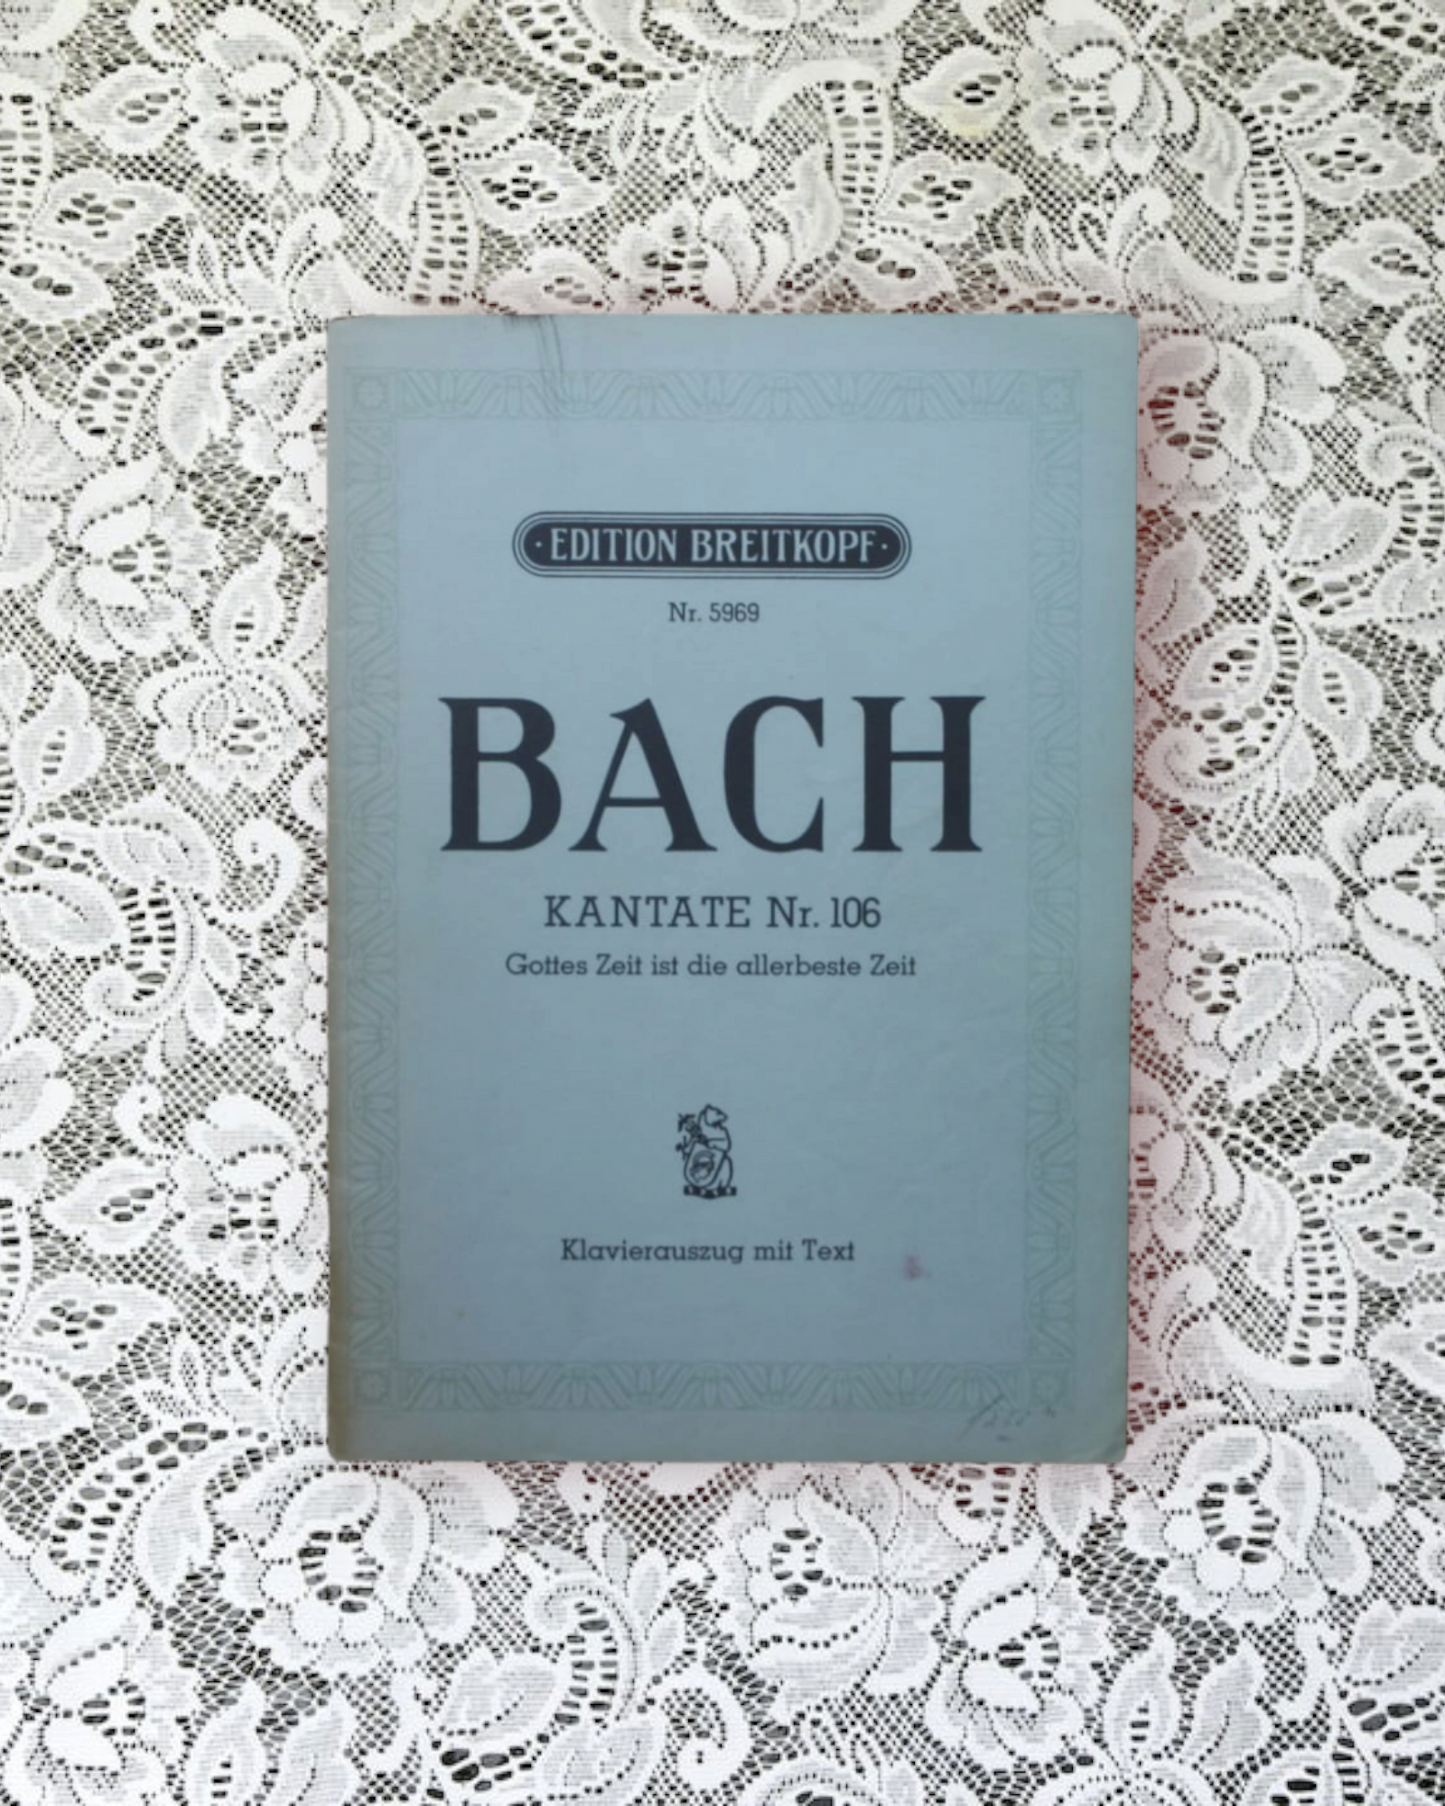 · EDITION BREITKOPF ·
Nr. 5969
BACH
KANTATE Nr. 106
Gottes Zeit ist die allerbeste Zeit
Klavierauszug mit Text